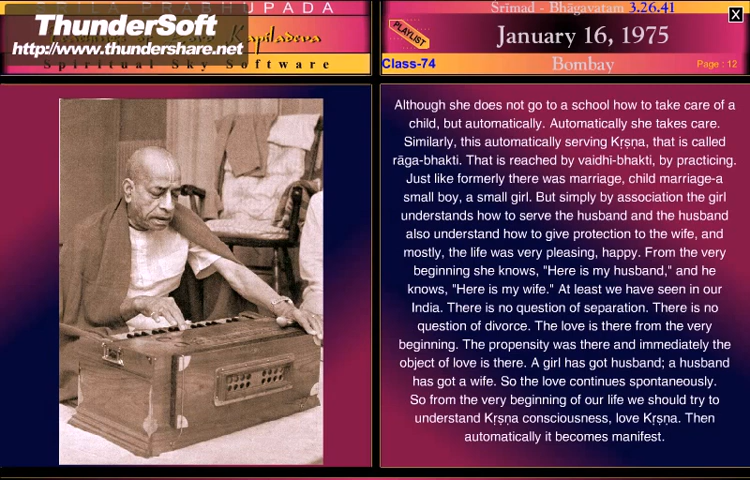 SRILA PRABHUPADA
ThunderSoft
http://www.thundershare.net
Kapiladeva
Spiritual Sky Software
Śrīmad - Bhāgavatam 3.26.41
X
PLAYLIST
January 16, 1975
Class-74
Bombay
Page : 12
Although she does not go to a school how to take care of a
child, but automatically. Automatically she takes care.
Similarly, this automatically serving Kṛṣṇa, that is called
rāga-bhakti. That is reached by vaidhi-bhakti, by practicing.
Just like formerly there was marriage, child marriage-a
small boy, a small girl. But simply by association the girl
understands how to serve the husband and the husband
also understand how to give protection to the wife, and
mostly, the life was very pleasing, happy. From the very
beginning she knows, "Here is my husband," and he
knows, "Here is my wife." At least we have seen in our
India. There is no question of separation. There is no
question of divorce. The love is there from the very
beginning. The propensity was there and immediately the
object of love is there. A girl has got husband; a husband
has got a wife. So the love continues spontaneously.
So from the very beginning of our life we should try to
understand Kṛṣṇa consciousness, love Kṛṣṇa. Then
automatically it becomes manifest.